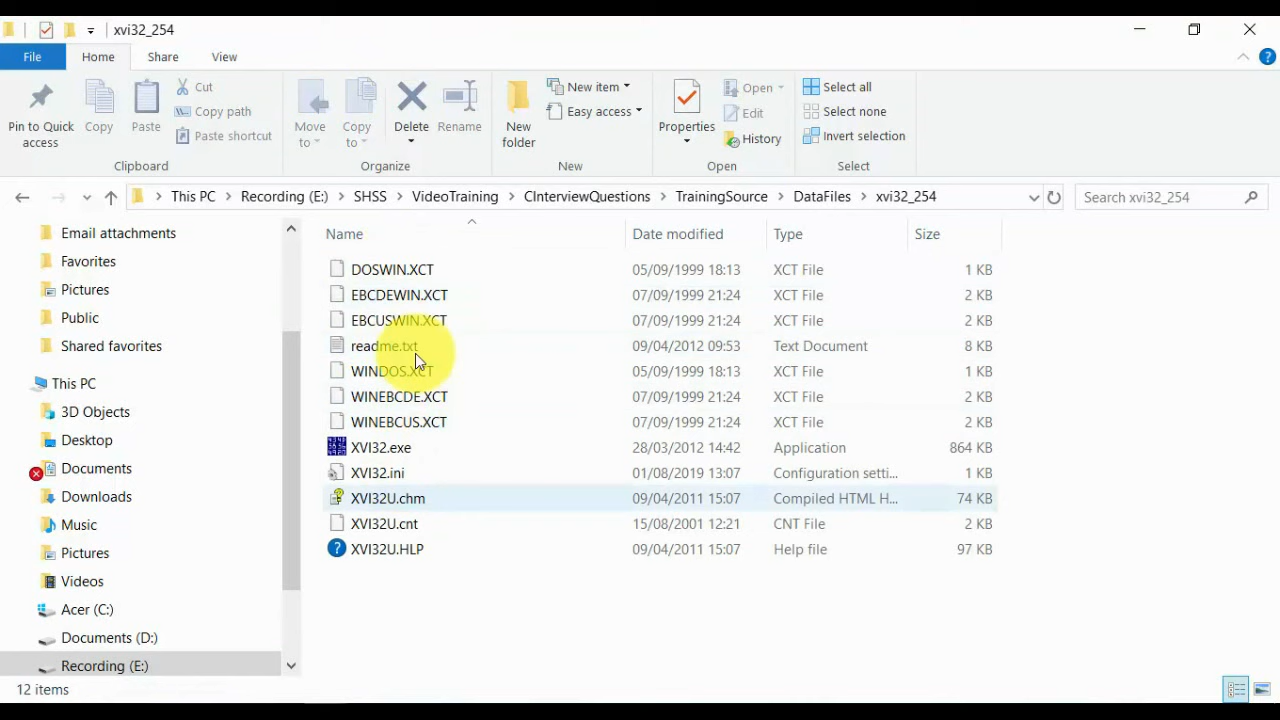 xvi32_254
File Home Share View
Pin to Quick access
Copy
Paste
Cut
Copy path
Paste shortcut
Clipboard
Move to
Copy to
Delete
Rename
Organize
New folder
New item
Easy access
New
Properties
Open
Edit
History
Open
Select all
Select none
Invert selection
Select
This PC > Recording (E:) > SHSS > VideoTraining > CInterviewQuestions > TrainingSource > DataFiles > xvi32_254
Search xvi32_254
Email attachments
Favorites
Pictures
Public
Shared favorites
This PC
3D Objects
Desktop
Documents
Downloads
Music
Pictures
Videos
Acer (C:)
Documents (D:)
Recording (E:)
Name Date modified Type Size
DOSWIN.XCT 05/09/1999 18:13 XCT File 1 KB
EBCDEWIN.XCT 07/09/1999 21:24 XCT File 2 KB
EBCUSWIN.XCT 07/09/1999 21:24 XCT File 2 KB
readme.txt 09/04/2012 09:53 Text Document 8 KB
WINDOS.XCT 05/09/1999 18:13 XCT File 1 KB
WINEBCDE.XCT 07/09/1999 21:24 XCT File 2 KB
WINEBCUS.XCT 07/09/1999 21:24 XCT File 2 KB
XVI32.exe 28/03/2012 14:42 Application 864 KB
XVI32.ini 01/08/2019 13:07 Configuration setti... 1 KB
XVI32U.chm 09/04/2011 15:07 Compiled HTML H... 74 KB
XVI32U.cnt 15/08/2001 12:21 CNT File 2 KB
XVI32U.HLP 09/04/2011 15:07 Help file 97 KB
12 items